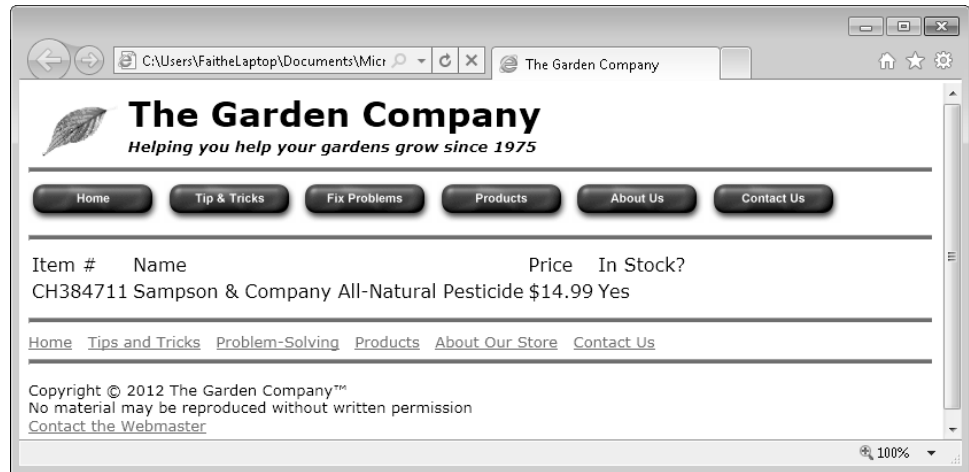 C:\Users\FaitheLaptop\Documents\Micr
The Garden Company
The Garden Company
Helping you help your gardens grow since 1975
Home Tip & Tricks Fix Problems Products About Us Contact Us
Item # Name Price In Stock?
CH384711 Sampson & Company All-Natural Pesticide $14.99 Yes
Home Tips and Tricks Problem-Solving Products About Our Store Contact Us
Copyright © 2012 The Garden Company™
No material may be reproduced without written permission
Contact the Webmaster
100%